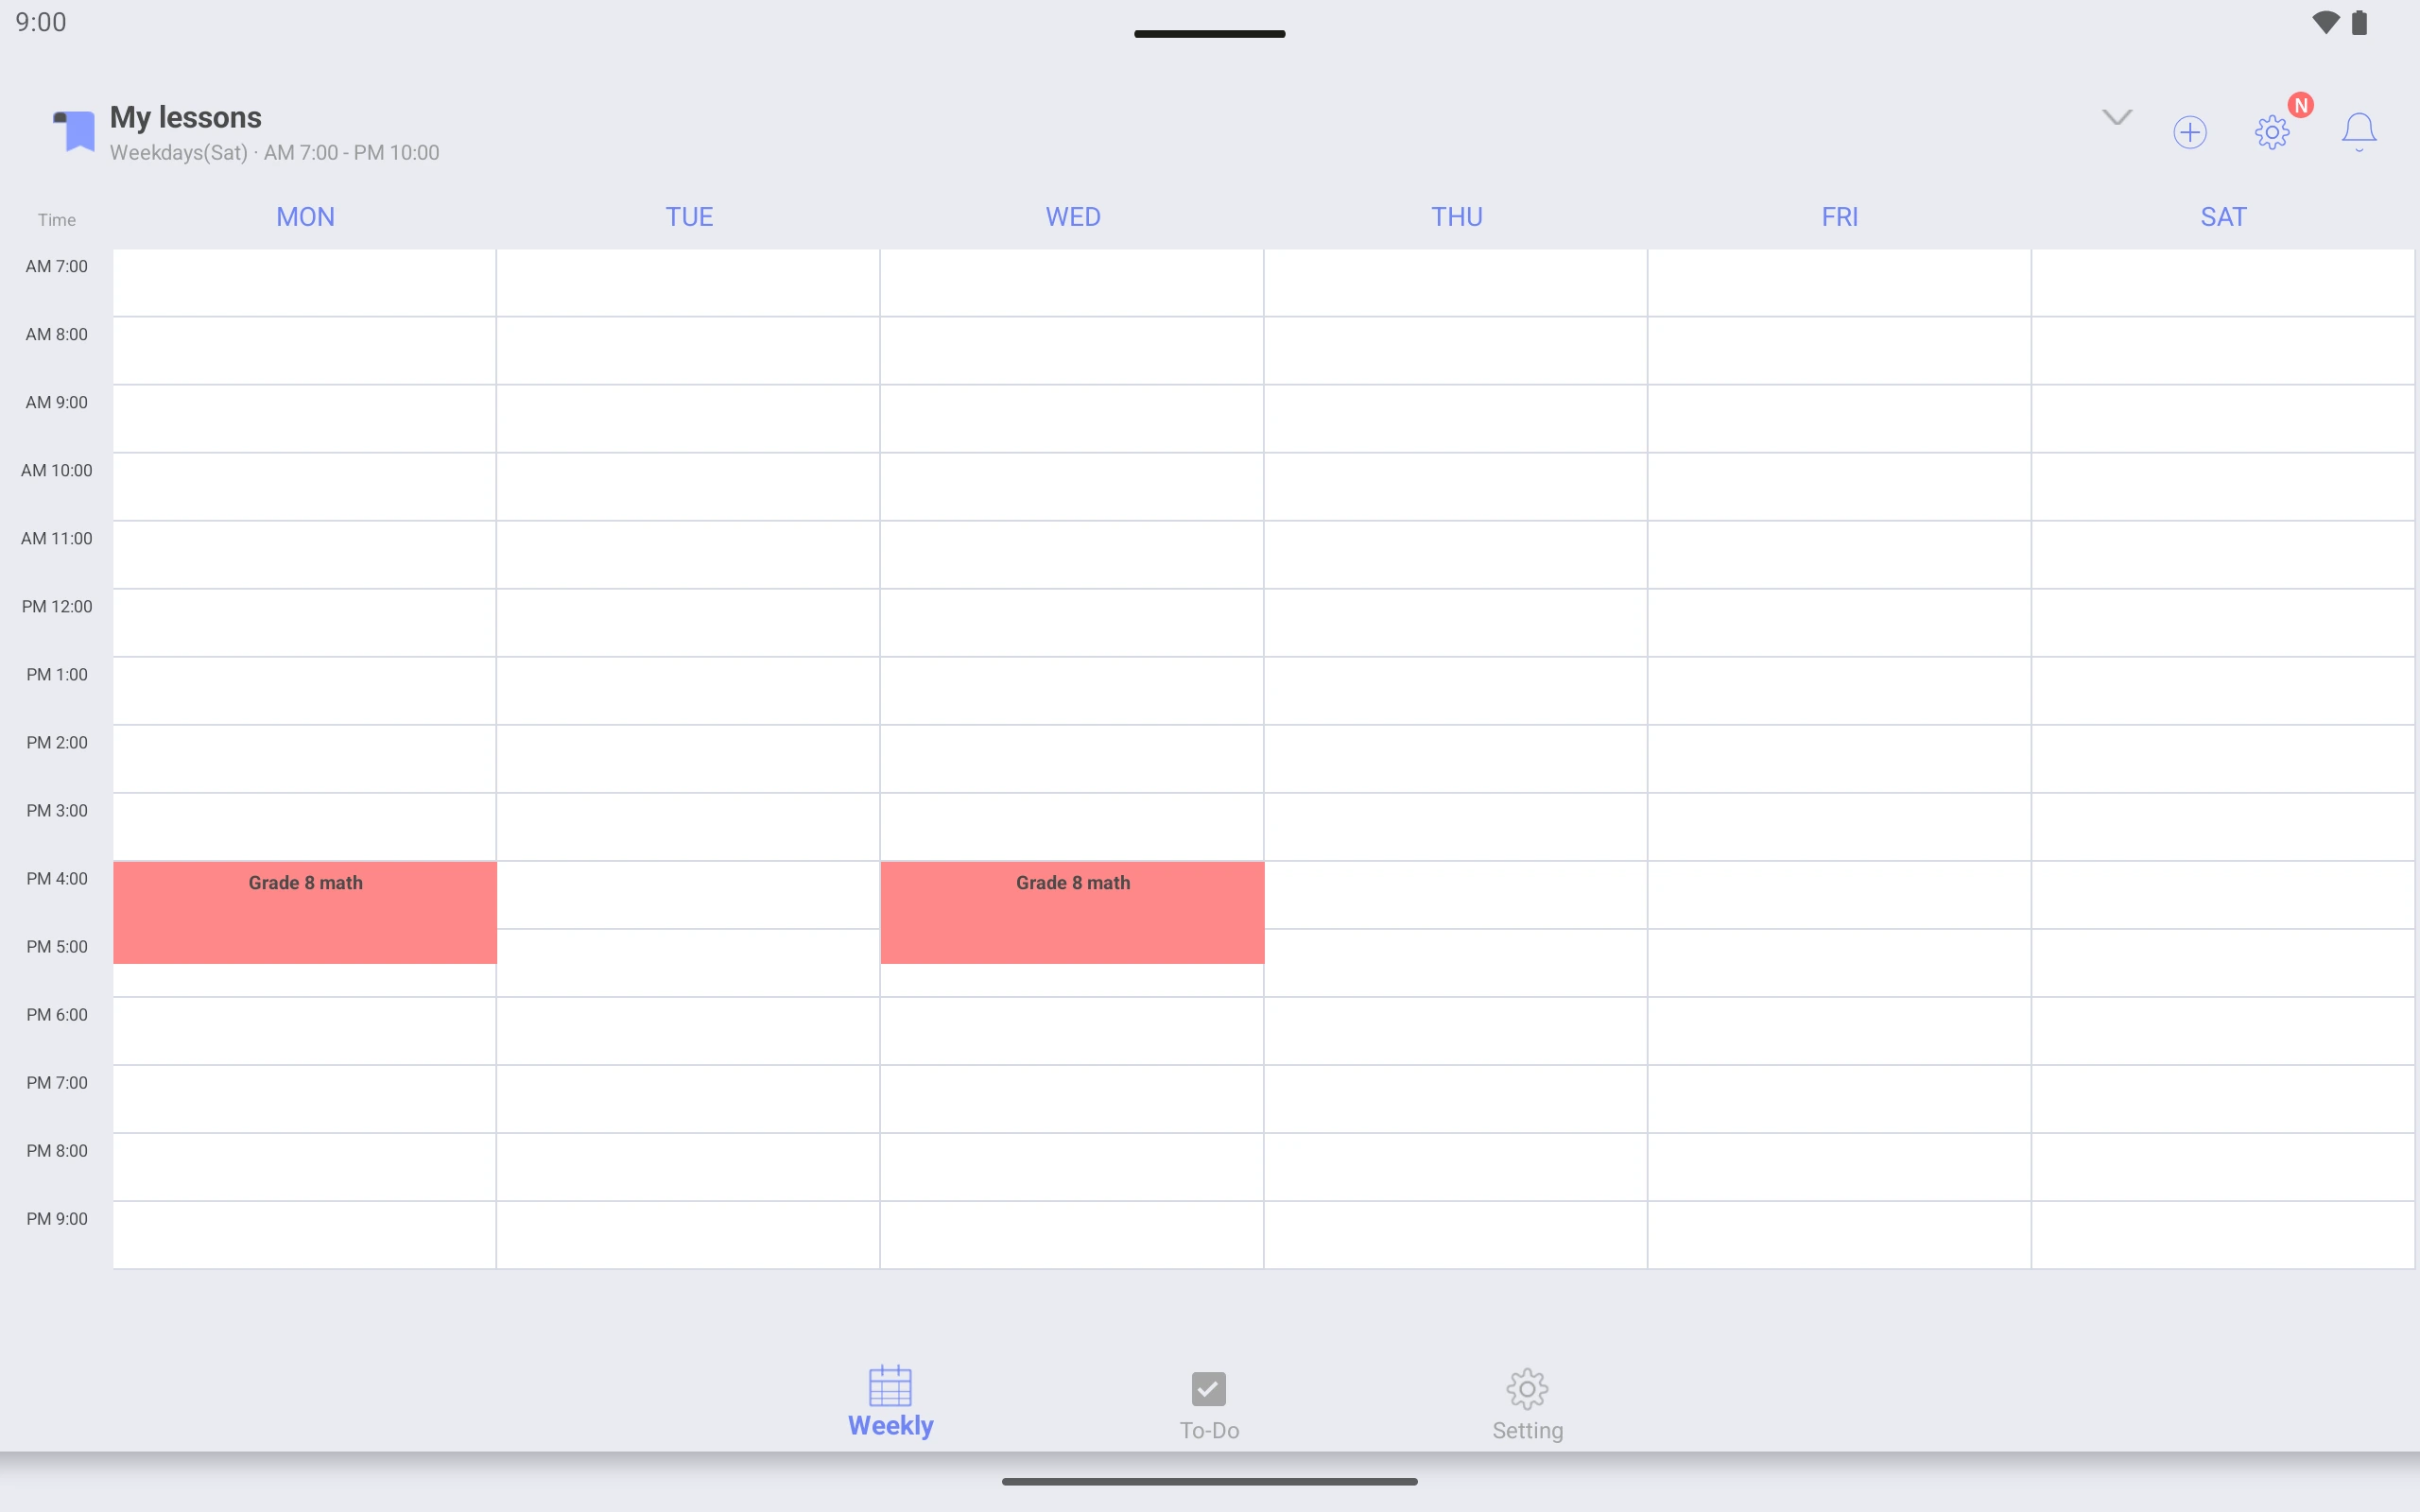 9:00
My lessons
N
Weekdays(Sat) · AM 7:00 - PM 10:00
Time MON TUE WED THU FRI SAT
AM 7:00
AM 8:00
AM 9:00
AM 10:00
AM 11:00
PM 12:00
PM 1:00
PM 2:00
PM 3:00
PM 4:00 Grade 8 math Grade 8 math
PM 5:00
PM 6:00
PM 7:00
PM 8:00
PM 9:00
Weekly To-Do Setting